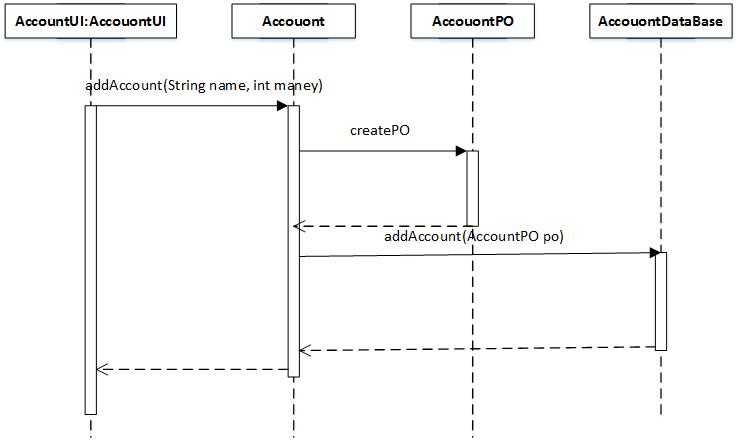 AccountUI:AccouontUI
Accouont
AccouontPO
AccouontDataBase
addAccount(String name, int maney)
createPO
addAccount(AccountPO po)